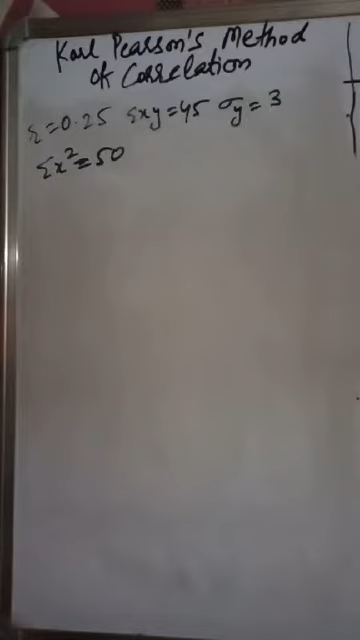 Karl Pearson's Method
of Correlation
r=0.25 Σxy=45 σy=3
Σx²=50